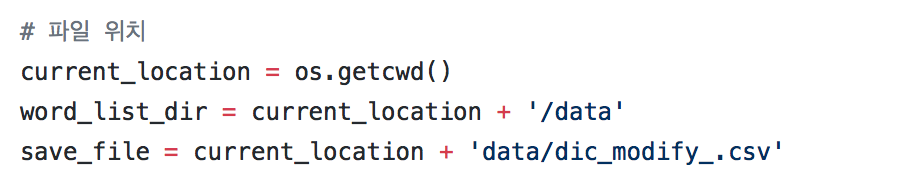 # 파일 위치
current_location = os.getcwd()
word_list_dir = current_location + '/data'
save_file = current_location + 'data/dic_modify_.csv'